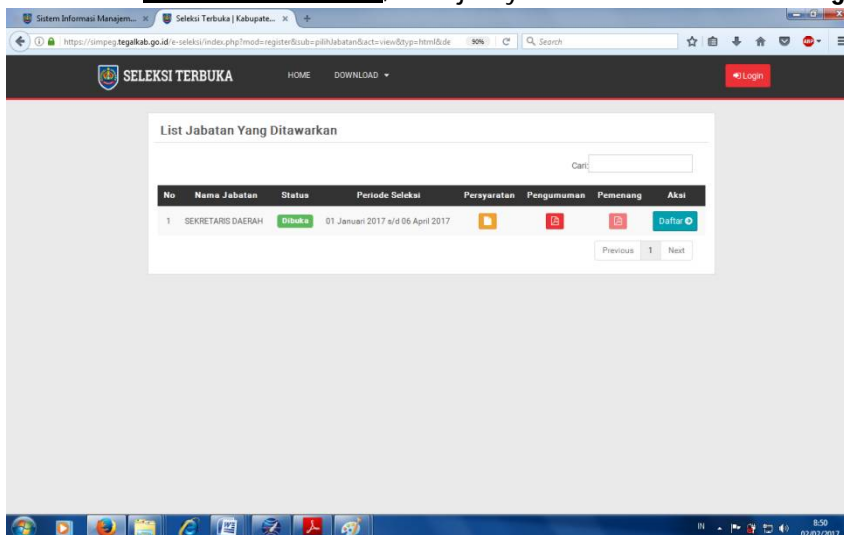 Sistem Informasi Manajem... × Seleksi Terbuka | Kabupate... × +
https://simpeg.tegalkab.go.id/e-seleksi/index.php?mod=register&sub=pilihJabatan&act=view&typ=html&de 90% Search
SELEKSI TERBUKA HOME DOWNLOAD Login
List Jabatan Yang Ditawarkan
Cari:
No Nama Jabatan Status Periode Seleksi Persyaratan Pengumuman Pemenang Aksi
1 SEKRETARIS DAERAH Dibuka 01 Januari 2017 s/d 06 April 2017 Daftar
Previous 1 Next
IN 8:50
02/02/2017